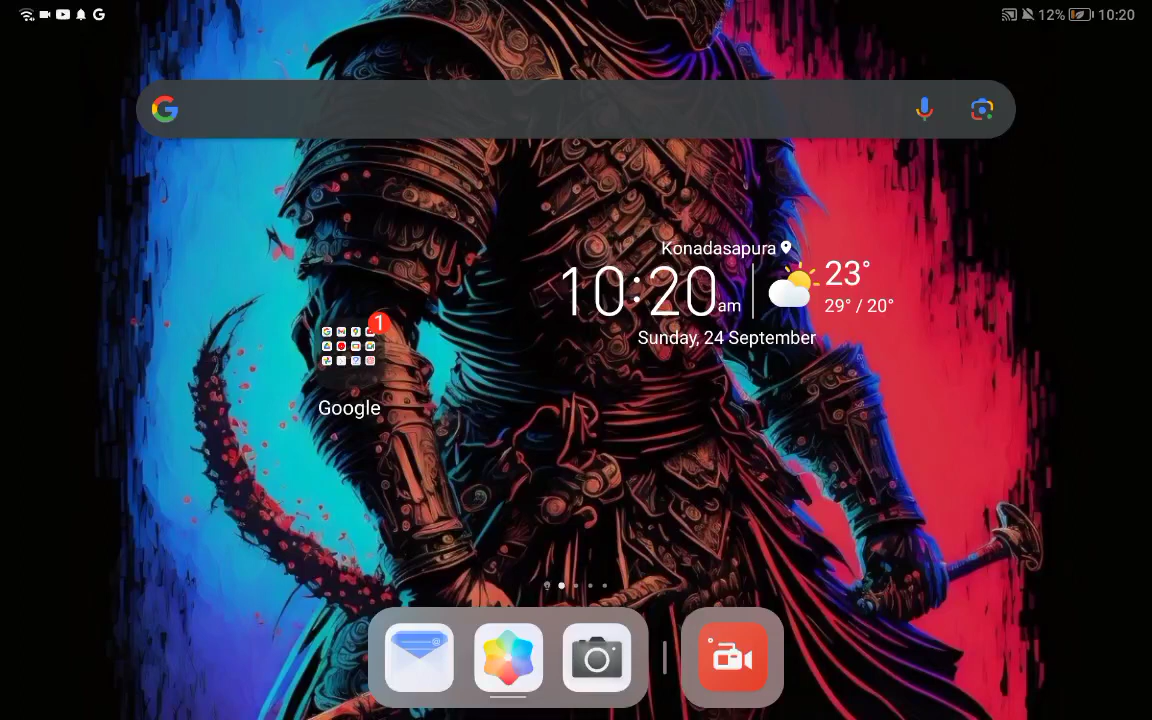 12% 10:20
Konadasapura
10:20 am
23°
29° / 20°
Sunday, 24 September
1
Google